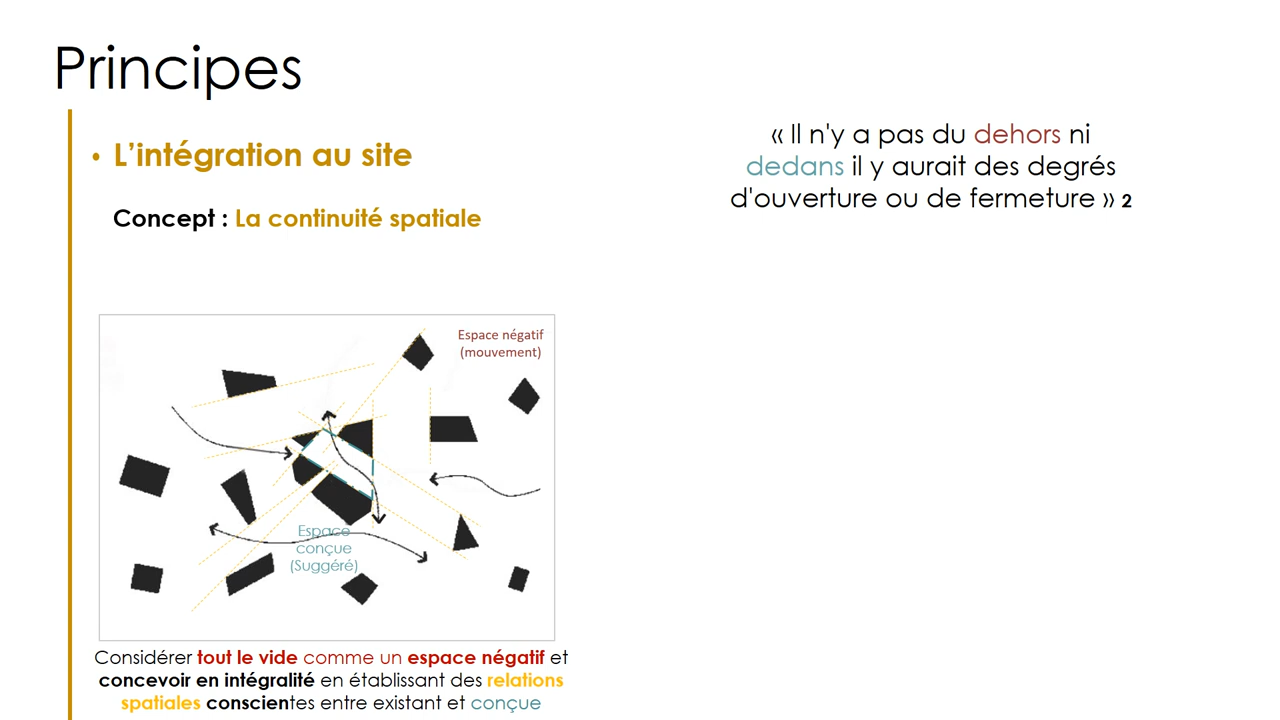 Principes
• L’intégration au site
Concept : La continuité spatiale
« Il n'y a pas du dehors ni
dedans il y aurait des degrés
d'ouverture ou de fermeture » 2
Espace négatif
(mouvement)
Espace
conçue
(Suggéré)
Considérer tout le vide comme un espace négatif et
concevoir en intégralité en établissant des relations
spatiales conscientes entre existant et conçue